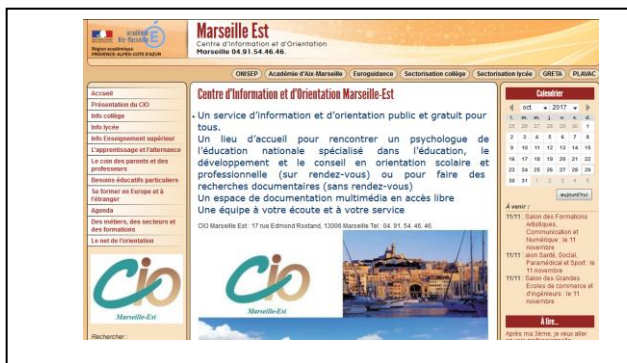 académie
Aix-Marseille
Région académique
PROVENCE-ALPES-COTE D'AZUR
Marseille Est
Centre d'Information et d'Orientation
Marseille 04.91.54.46.46.
ONISEP Académie d'Aix-Marseille Euroguidance Sectorisation collège Sectorisation lycée GRETA PLAVAC
Accueil
Présentation du CIO
Info collège
Info lycée
Info Enseignement supérieur
L'apprentissage et l'alternance
Le coin des parents et des
professeurs
Besoins éducatifs particuliers
Se former en Europe et à
l'étranger
Agenda
Des métiers, des secteurs et
des formations
Le net de l'orientation
Cio
Marseille-Est
Rechercher :
Centre d'Information et d'Orientation Marseille-Est
Un service d'information et d'orientation public et gratuit pour
tous.
Un lieu d'accueil pour rencontrer un psychologue de
l'éducation nationale spécialisé dans l'éducation, le
développement et le conseil en orientation scolaire et
professionnelle (sur rendez-vous) ou pour faire des
recherches documentaires (sans rendez-vous)
Un espace de documentation multimédia en accès libre
Une équipe à votre écoute et à votre service
CIO Marseille Est : 17 rue Edmond Rostand, 13006 Marseille Tel : 04. 91. 54. 46. 46.
Cio
Marseille-Est
Calendrier
oct. 2017
l. m. m. j. v. s. d.
25 26 27 28 29 30 1
2 3 4 5 6 7 8
9 10 11 12 13 14 15
16 17 18 19 20 21 22
23 24 25 26 27 28 29
30 31 1 2 3 4 5
aujourd'hui
À venir :
11/11 : Salon des Formations
Artistiques,
Communication et
Numérique : le 11
novembre
11/11 : alon Santé, Social,
Paramédical et Sport : le
11 novembre
11/11 : Salon des Grandes
Ecoles de commerce et
d'ingénieurs : le 11
novembre
À lire...
Après ma 3ème, je veux aller